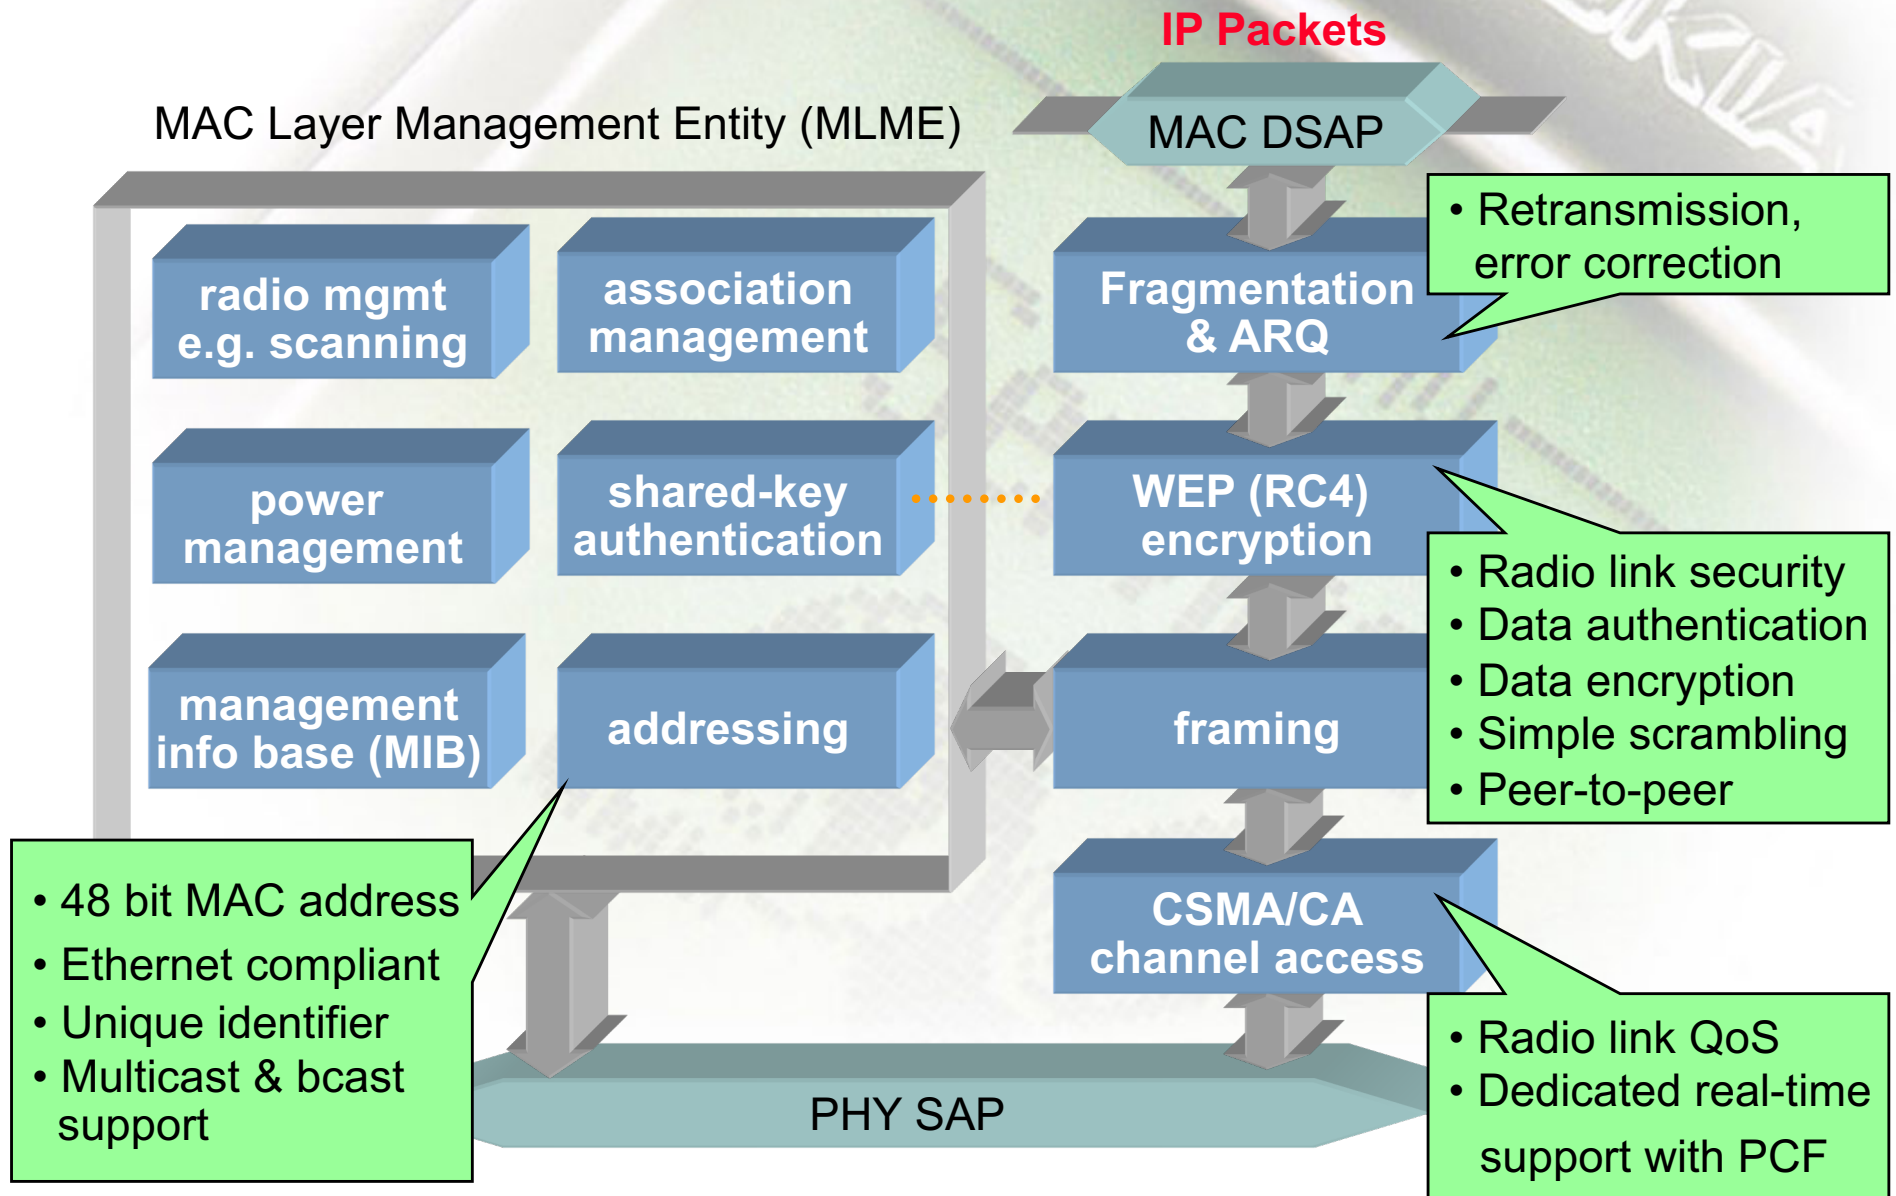 IP Packets
MAC Layer Management Entity (MLME)
MAC DSAP
radio mgmt
e.g. scanning
association
management
Fragmentation
& ARQ
• Retransmission,
error correction
power
management
shared-key
authentication
WEP (RC4)
encryption
• Radio link security
• Data authentication
• Data encryption
• Simple scrambling
• Peer-to-peer
management
info base (MIB)
addressing
framing
• 48 bit MAC address
• Ethernet compliant
• Unique identifier
• Multicast & bcast
support
CSMA/CA
channel access
• Radio link QoS
• Dedicated real-time
support with PCF
PHY SAP